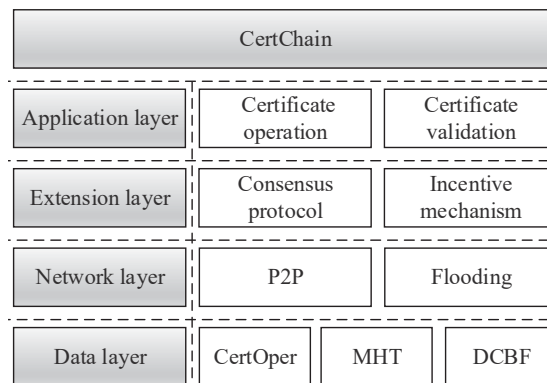 CertChain
Application layer
Certificate
operation
Certificate
validation
Extension layer
Consensus
protocol
Incentive
mechanism
Network layer
P2P
Flooding
Data layer
CertOper
MHT
DCBF